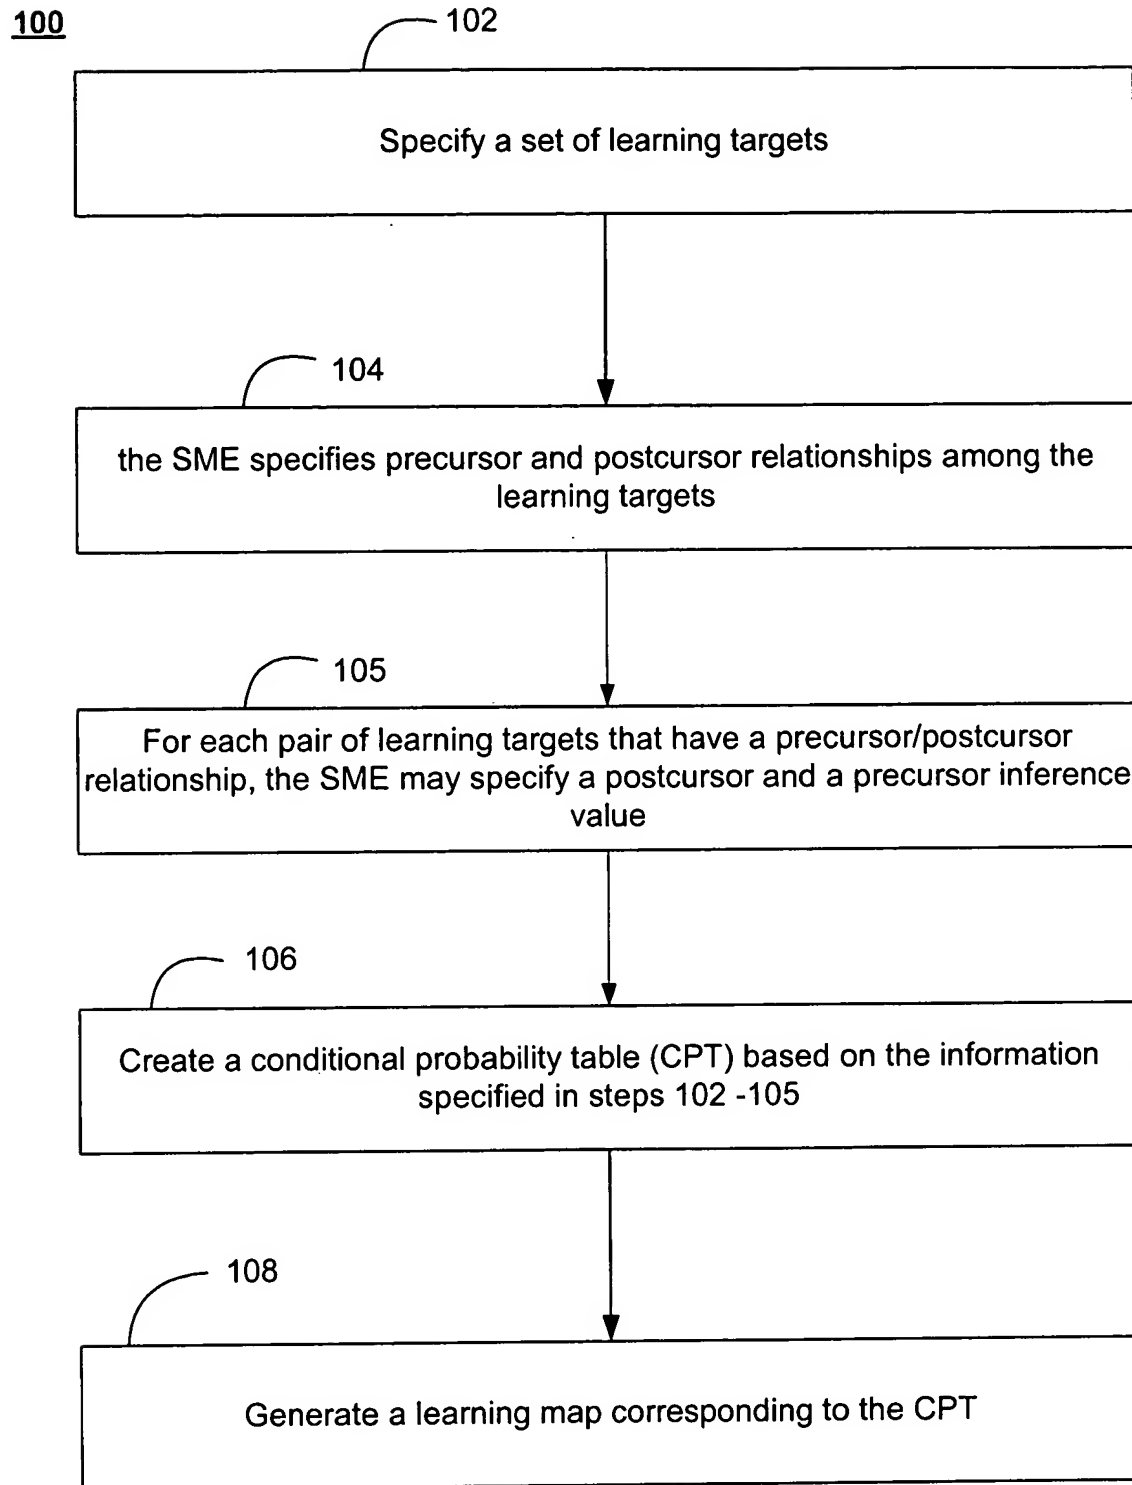 100
102
Specify a set of learning targets
104
the SME specifies precursor and postcursor relationships among the
learning targets
105
For each pair of learning targets that have a precursor/postcursor
relationship, the SME may specify a postcursor and a precursor inference
value
106
Create a conditional probability table (CPT) based on the information
specified in steps 102 -105
108
Generate a learning map corresponding to the CPT